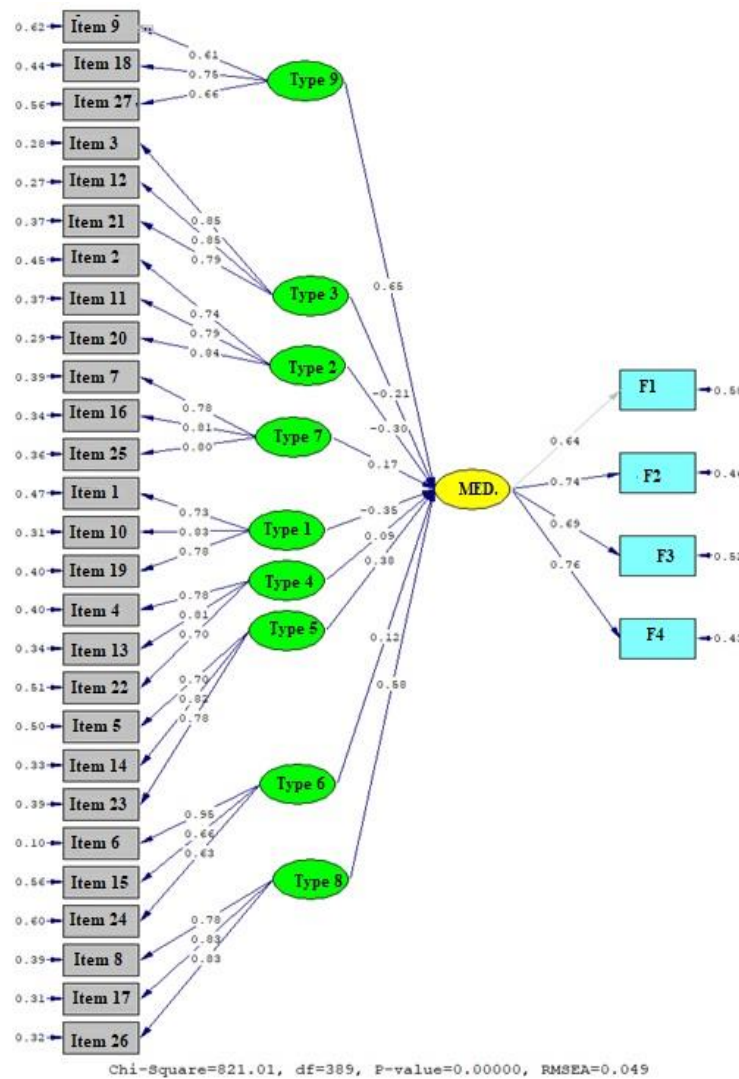 0.62 Item 9
0.61
0.44 Item 18
0.75
Type 9
0.56 Item 27
0.66
0.28 Item 3
0.27 Item 12
0.37 Item 21
0.85
0.85
0.79
0.45 Item 2
0.65
0.37 Item 11
Type 3
0.29 Item 20
0.74
0.79
0.84
Type 2
-0.21
0.39 Item 7
F1
-0.30
0.34 Item 16
0.78
0.81
0.80
Type 7
0.64
0.36 Item 25
0.17
F2
0.47 Item 1
0.74
MED.
0.73
0.31 Item 10
0.83
Type 1
-0.35
0.69
0.40 Item 19
0.78
0.09
F3
0.38
0.76
0.40 Item 4
0.78
Type 4
0.34 Item 13
0.81
0.70
Type 5
F4
0.51 Item 22
0.12
0.50 Item 5
0.70
0.82
0.78
0.58
0.33 Item 14
0.39 Item 23
Type 6
0.10 Item 6
0.95
0.66
0.63
0.56 Item 15
Type 8
0.60 Item 24
0.39 Item 8
0.78
0.83
0.83
0.31 Item 17
0.32 Item 26
Chi-Square=821.01, df=389, P-value=0.00000, RMSEA=0.049